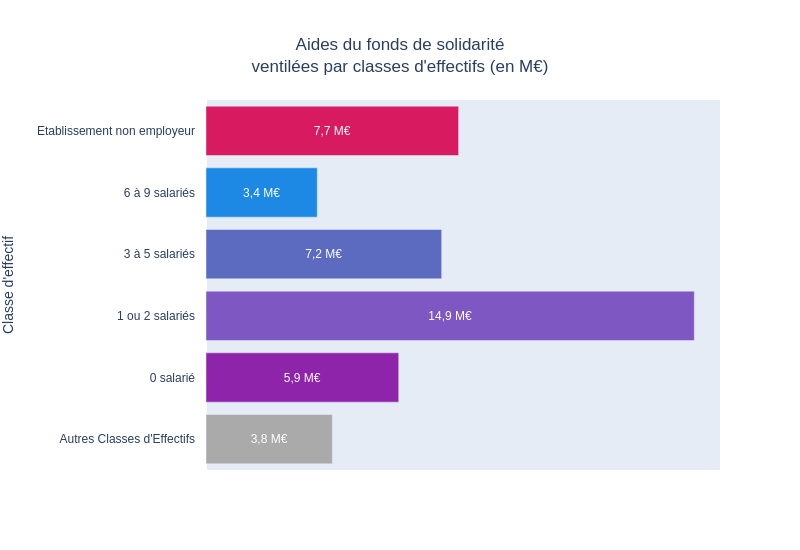 Aides du fonds de solidarité
ventilées par classes d'effectifs (en M€)
Classe d'effectif
Etablissement non employeur
7,7 M€
6 à 9 salariés
3,4 M€
3 à 5 salariés
7,2 M€
1 ou 2 salariés
14,9 M€
0 salarié
5,9 M€
Autres Classes d'Effectifs
3,8 M€